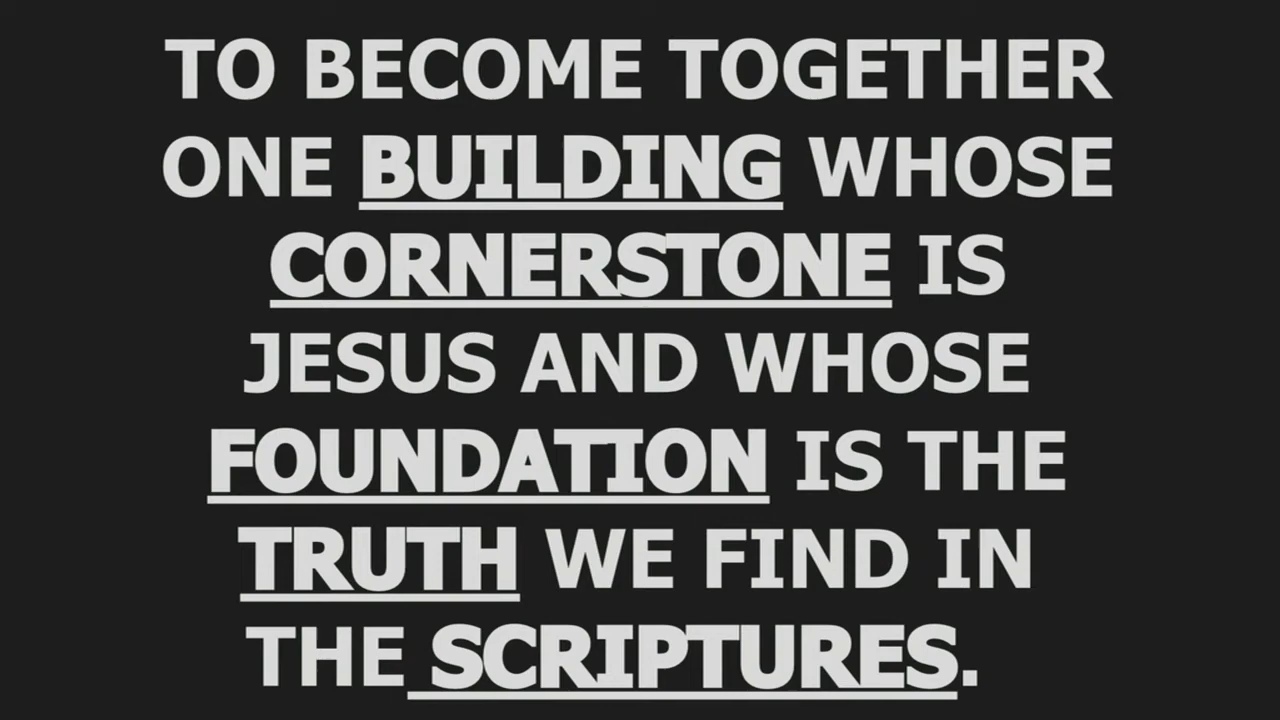 TO BECOME TOGETHER
ONE BUILDING WHOSE
CORNERSTONE IS
JESUS AND WHOSE
FOUNDATION IS THE
TRUTH WE FIND IN
THE SCRIPTURES.